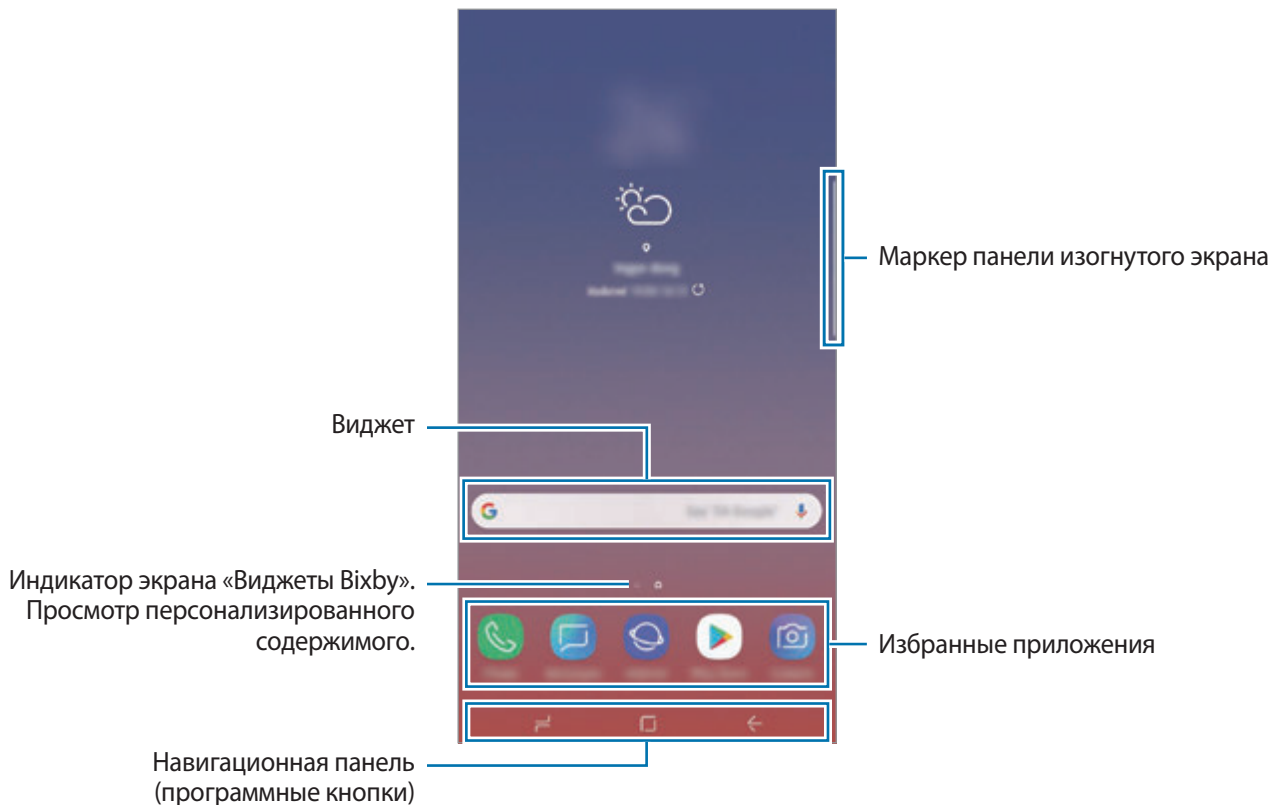 Маркер панели изогнутого экрана
Виджет
Индикатор экрана «Виджеты Bixby».
Просмотр персонализированного
содержимого.
Избранные приложения
Навигационная панель
(программные кнопки)